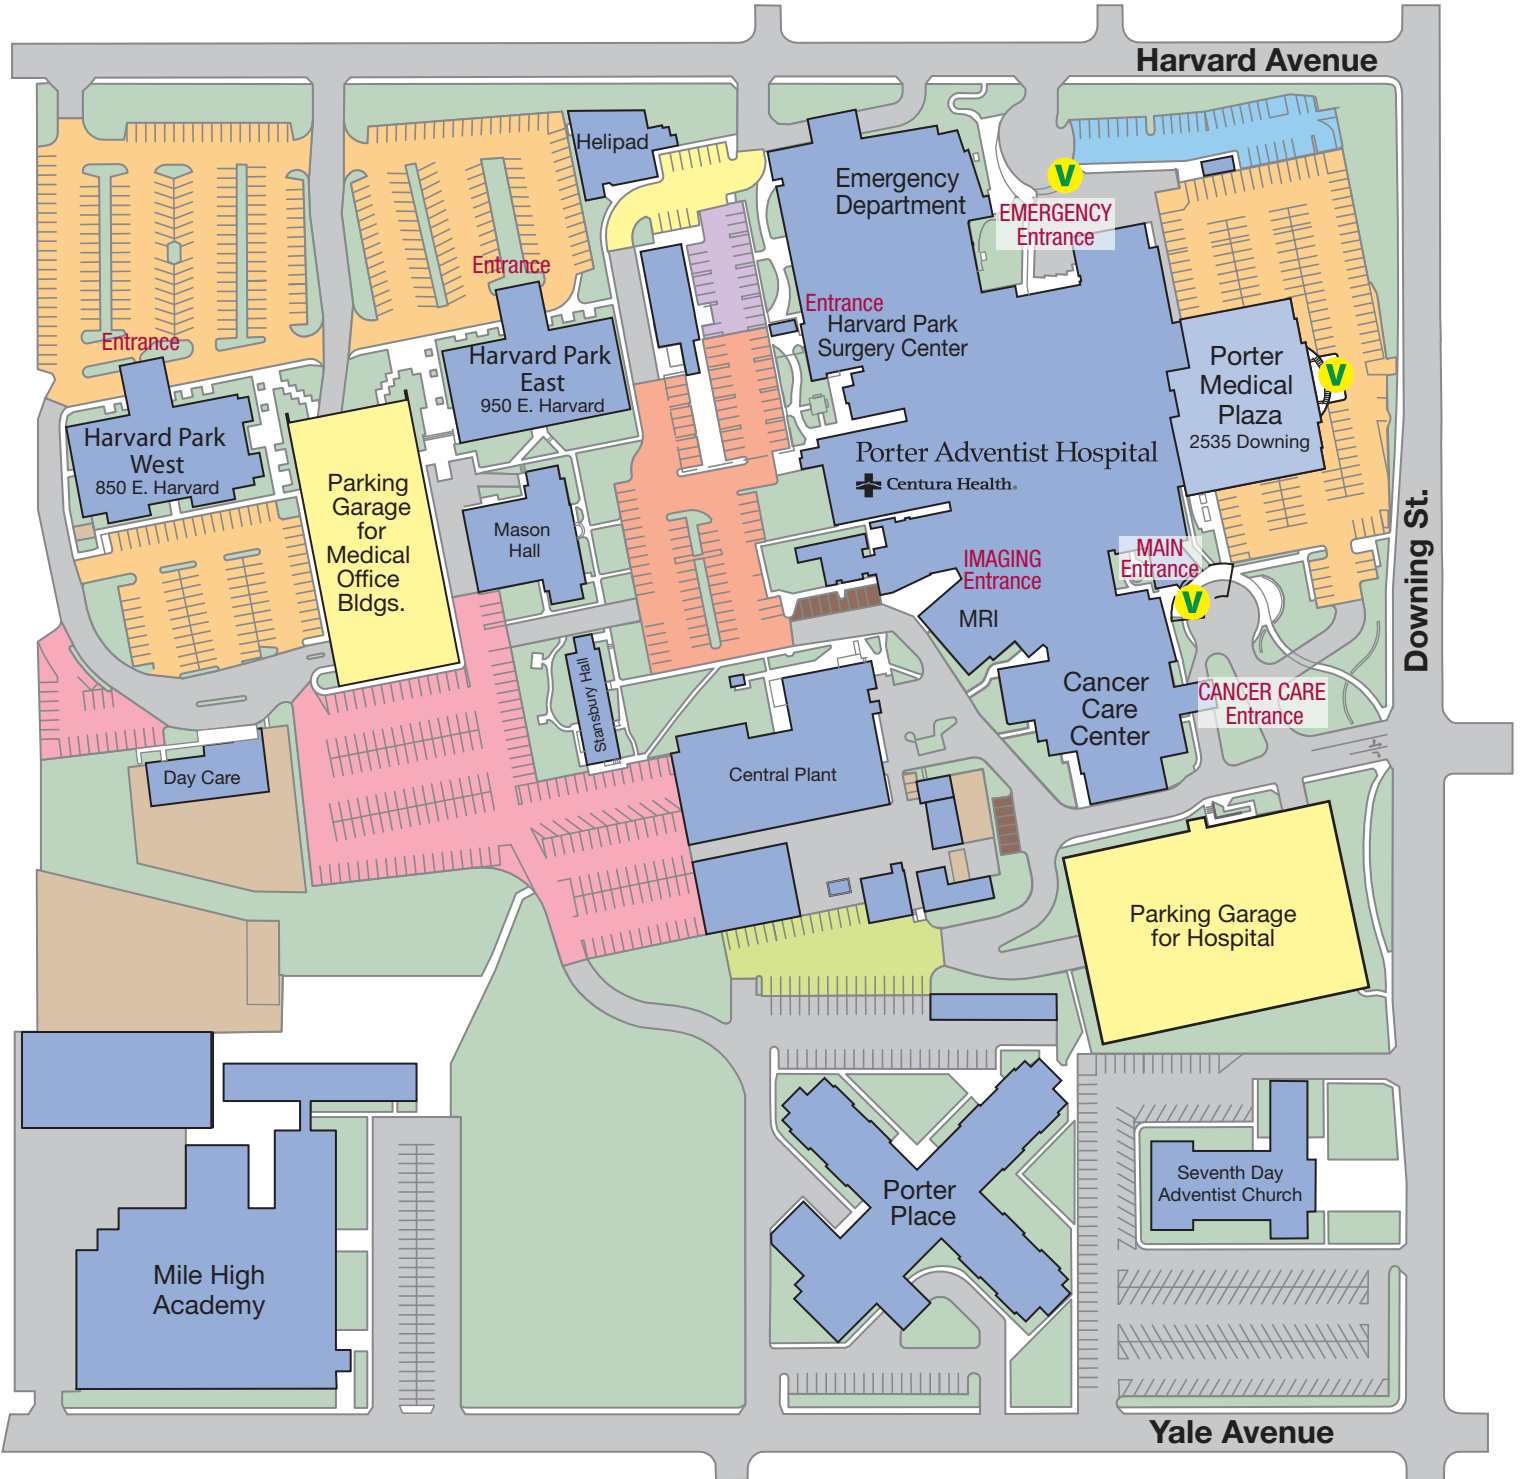 Harvard Avenue
Helipad
Emergency
Department
V
EMERGENCY
Entrance
Entrance
Entrance
Entrance
Harvard Park
Surgery Center
Harvard Park
East
950 E. Harvard
Porter
Medical
Plaza
2535 Downing
V
Harvard Park
West
850 E. Harvard
Parking
Garage
for
Medical
Office
Bldgs.
Porter Adventist Hospital
Centura Health.
Mason
Hall
IMAGING
Entrance
MAIN
Entrance
V
MRI
Downing St.
Stansbury Hall
Cancer
Care
Center
CANCER CARE
Entrance
Day Care
Central Plant
Parking Garage
for Hospital
Porter
Place
Seventh Day
Adventist Church
Mile High
Academy
Yale Avenue